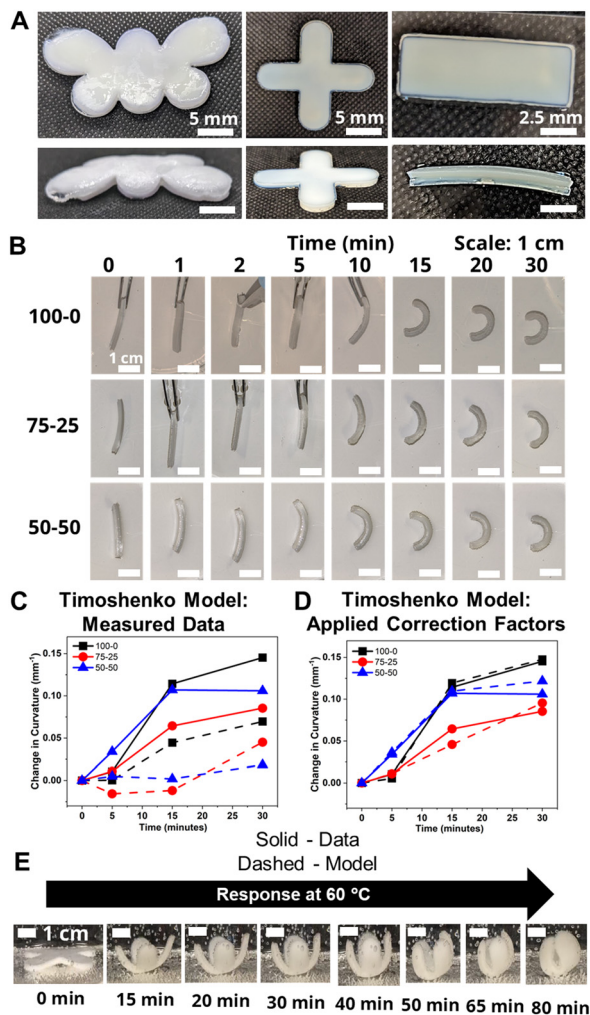 A
5 mm
5 mm
2.5 mm
B
Time (min)
Scale: 1 cm
0 1 2 5 10 15 20 30
100-0
1 cm
75-25
50-50
C
Timoshenko Model:
Measured Data
100-0
75-25
50-50
0.15
0.10
0.05
0.00
Change in Curvature (mm⁻¹)
0 5 10 15 20 25 30
Time (minutes)
D
Timoshenko Model:
Applied Correction Factors
100-0
75-25
50-50
0.15
0.10
0.05
0.00
Change in Curvature (mm⁻¹)
0 5 10 15 20 25 30
Time (minutes)
Solid - Data
Dashed - Model
E
Response at 60 °C
1 cm
0 min 15 min 20 min 30 min 40 min 50 min 65 min 80 min